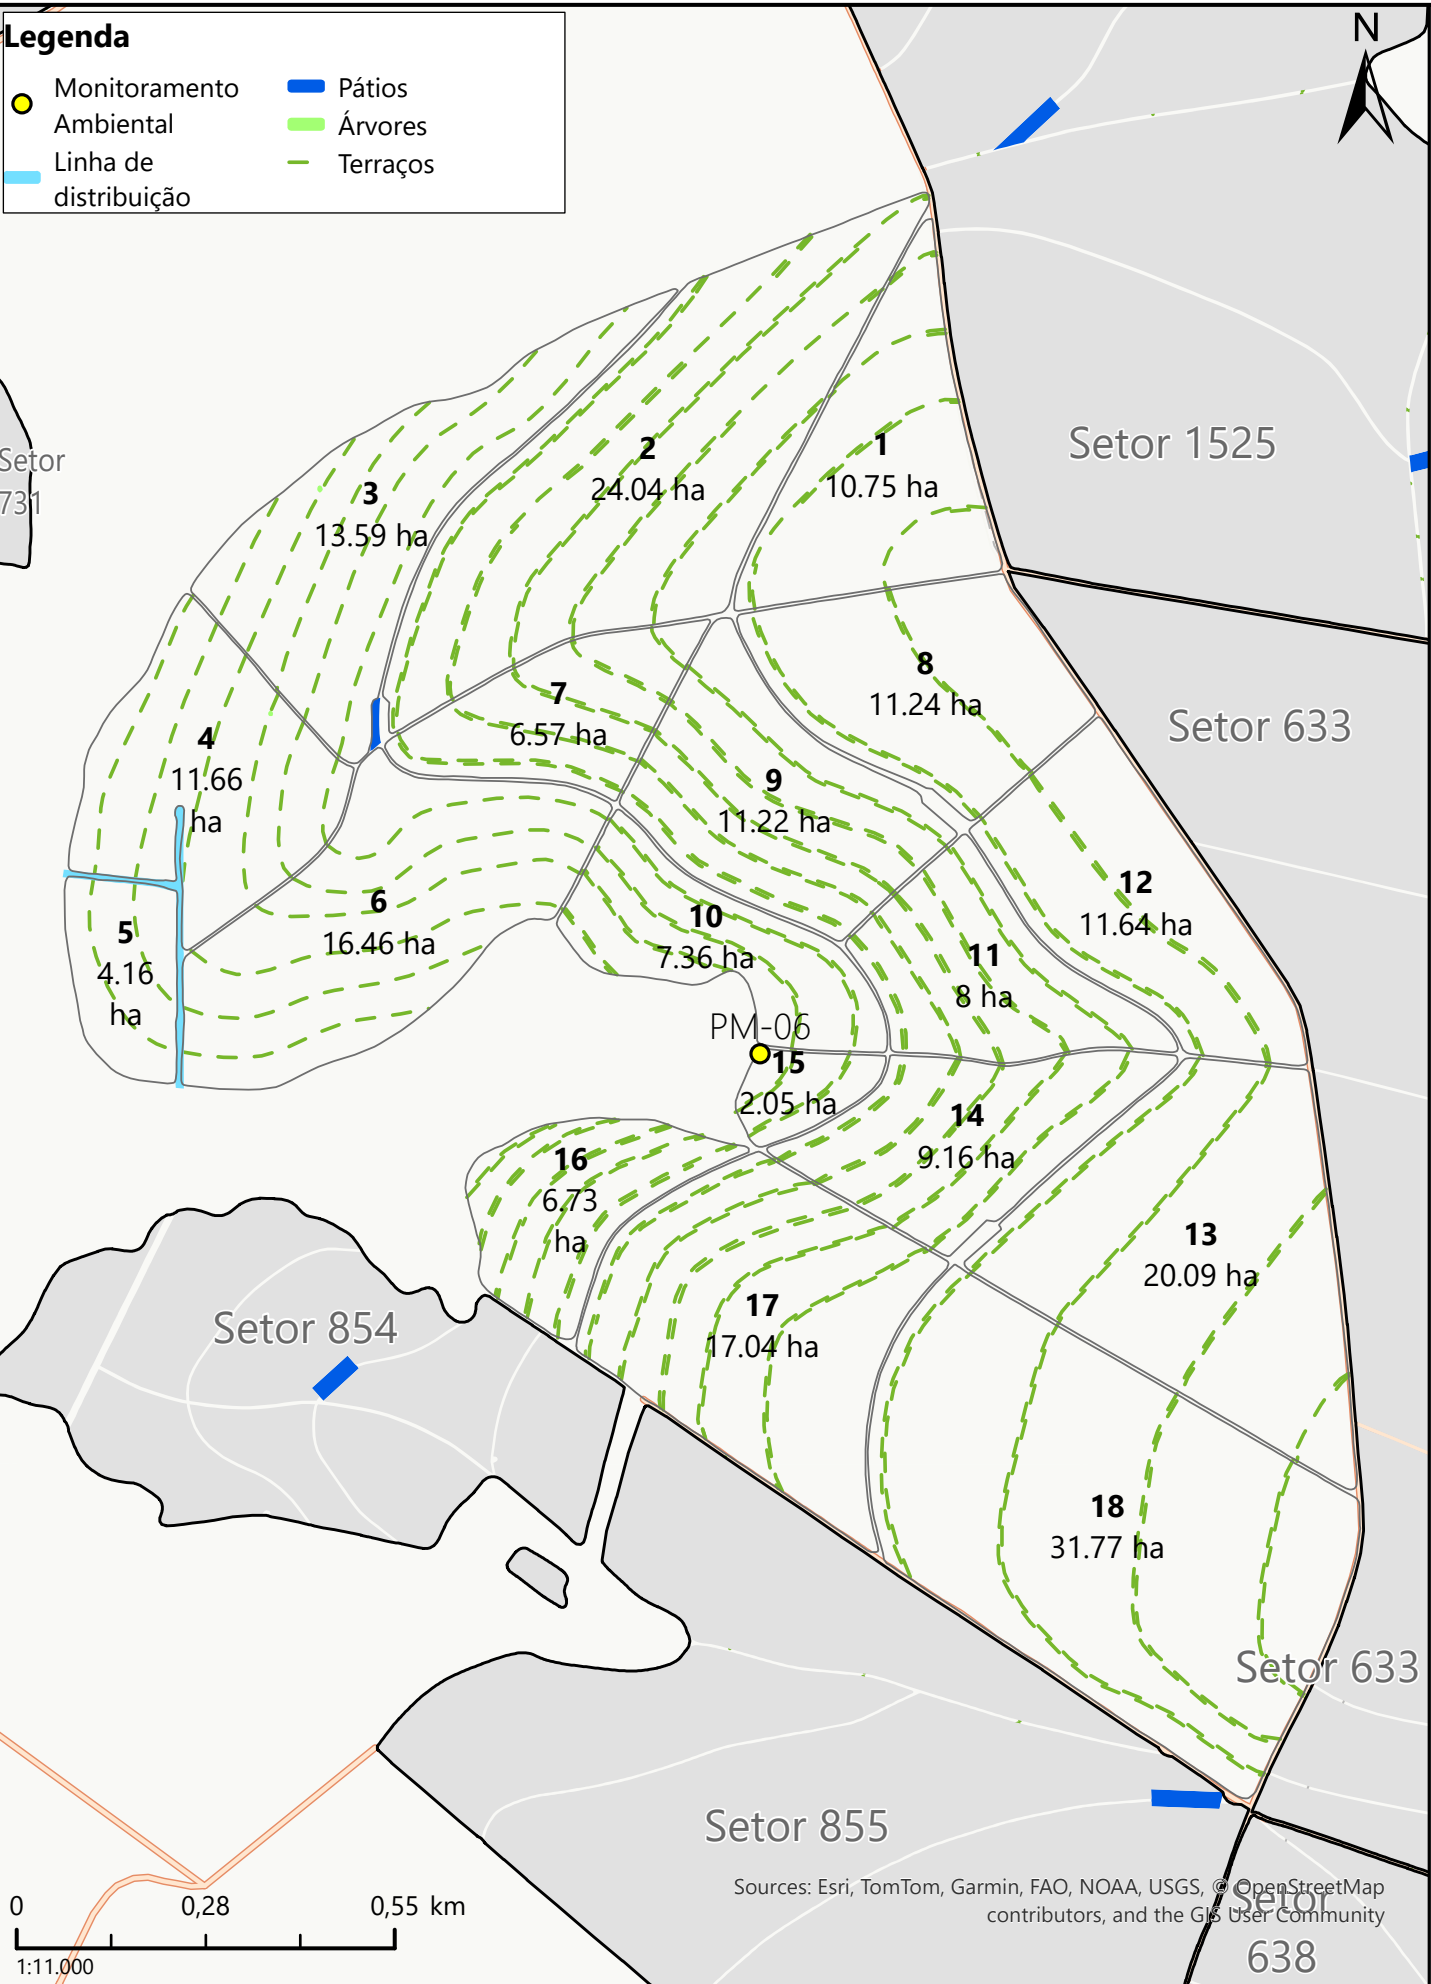 Legenda
Monitoramento
Ambiental
Linha de
distribuição
Pátios
Árvores
Terraços
N
Setor
731
Setor 1525
Setor 633
1
10.75 ha
2
24.04 ha
3
13.59 ha
4
11.66
ha
5
4.16
ha
6
16.46 ha
7
6.57 ha
8
11.24 ha
9
11.22 ha
10
7.36 ha
11
8 ha
12
11.64 ha
PM-06
15
2.05 ha
14
9.16 ha
13
20.09 ha
16
6.73
ha
17
17.04 ha
18
31.77 ha
Setor 854
Setor 633
Setor 855
Setor
638
Sources: Esri, TomTom, Garmin, FAO, NOAA, USGS, © OpenStreetMap
contributors, and the GIS User Community
0 0,28 0,55 km
1:11.000